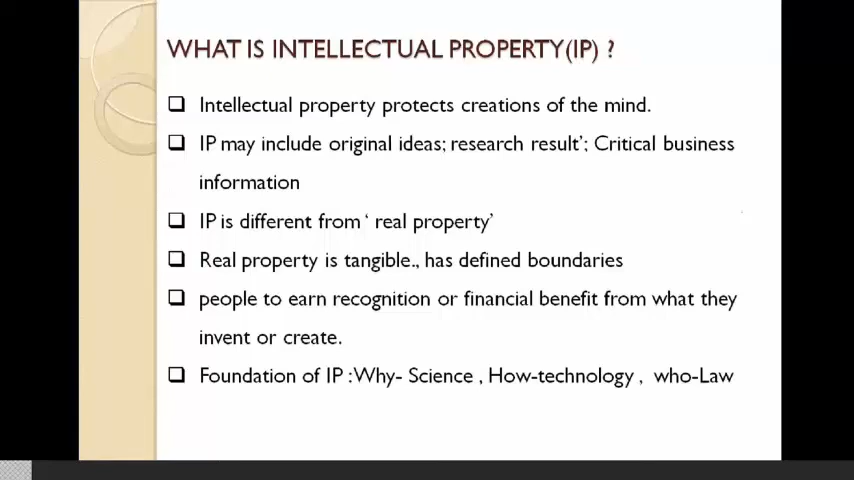 WHAT IS INTELLECTUAL PROPERTY(IP) ?
Intellectual property protects creations of the mind.
IP may include original ideas; research result’; Critical business
information
IP is different from ‘ real property’
Real property is tangible., has defined boundaries
people to earn recognition or financial benefit from what they
invent or create.
Foundation of IP :Why- Science , How-technology , who-Law